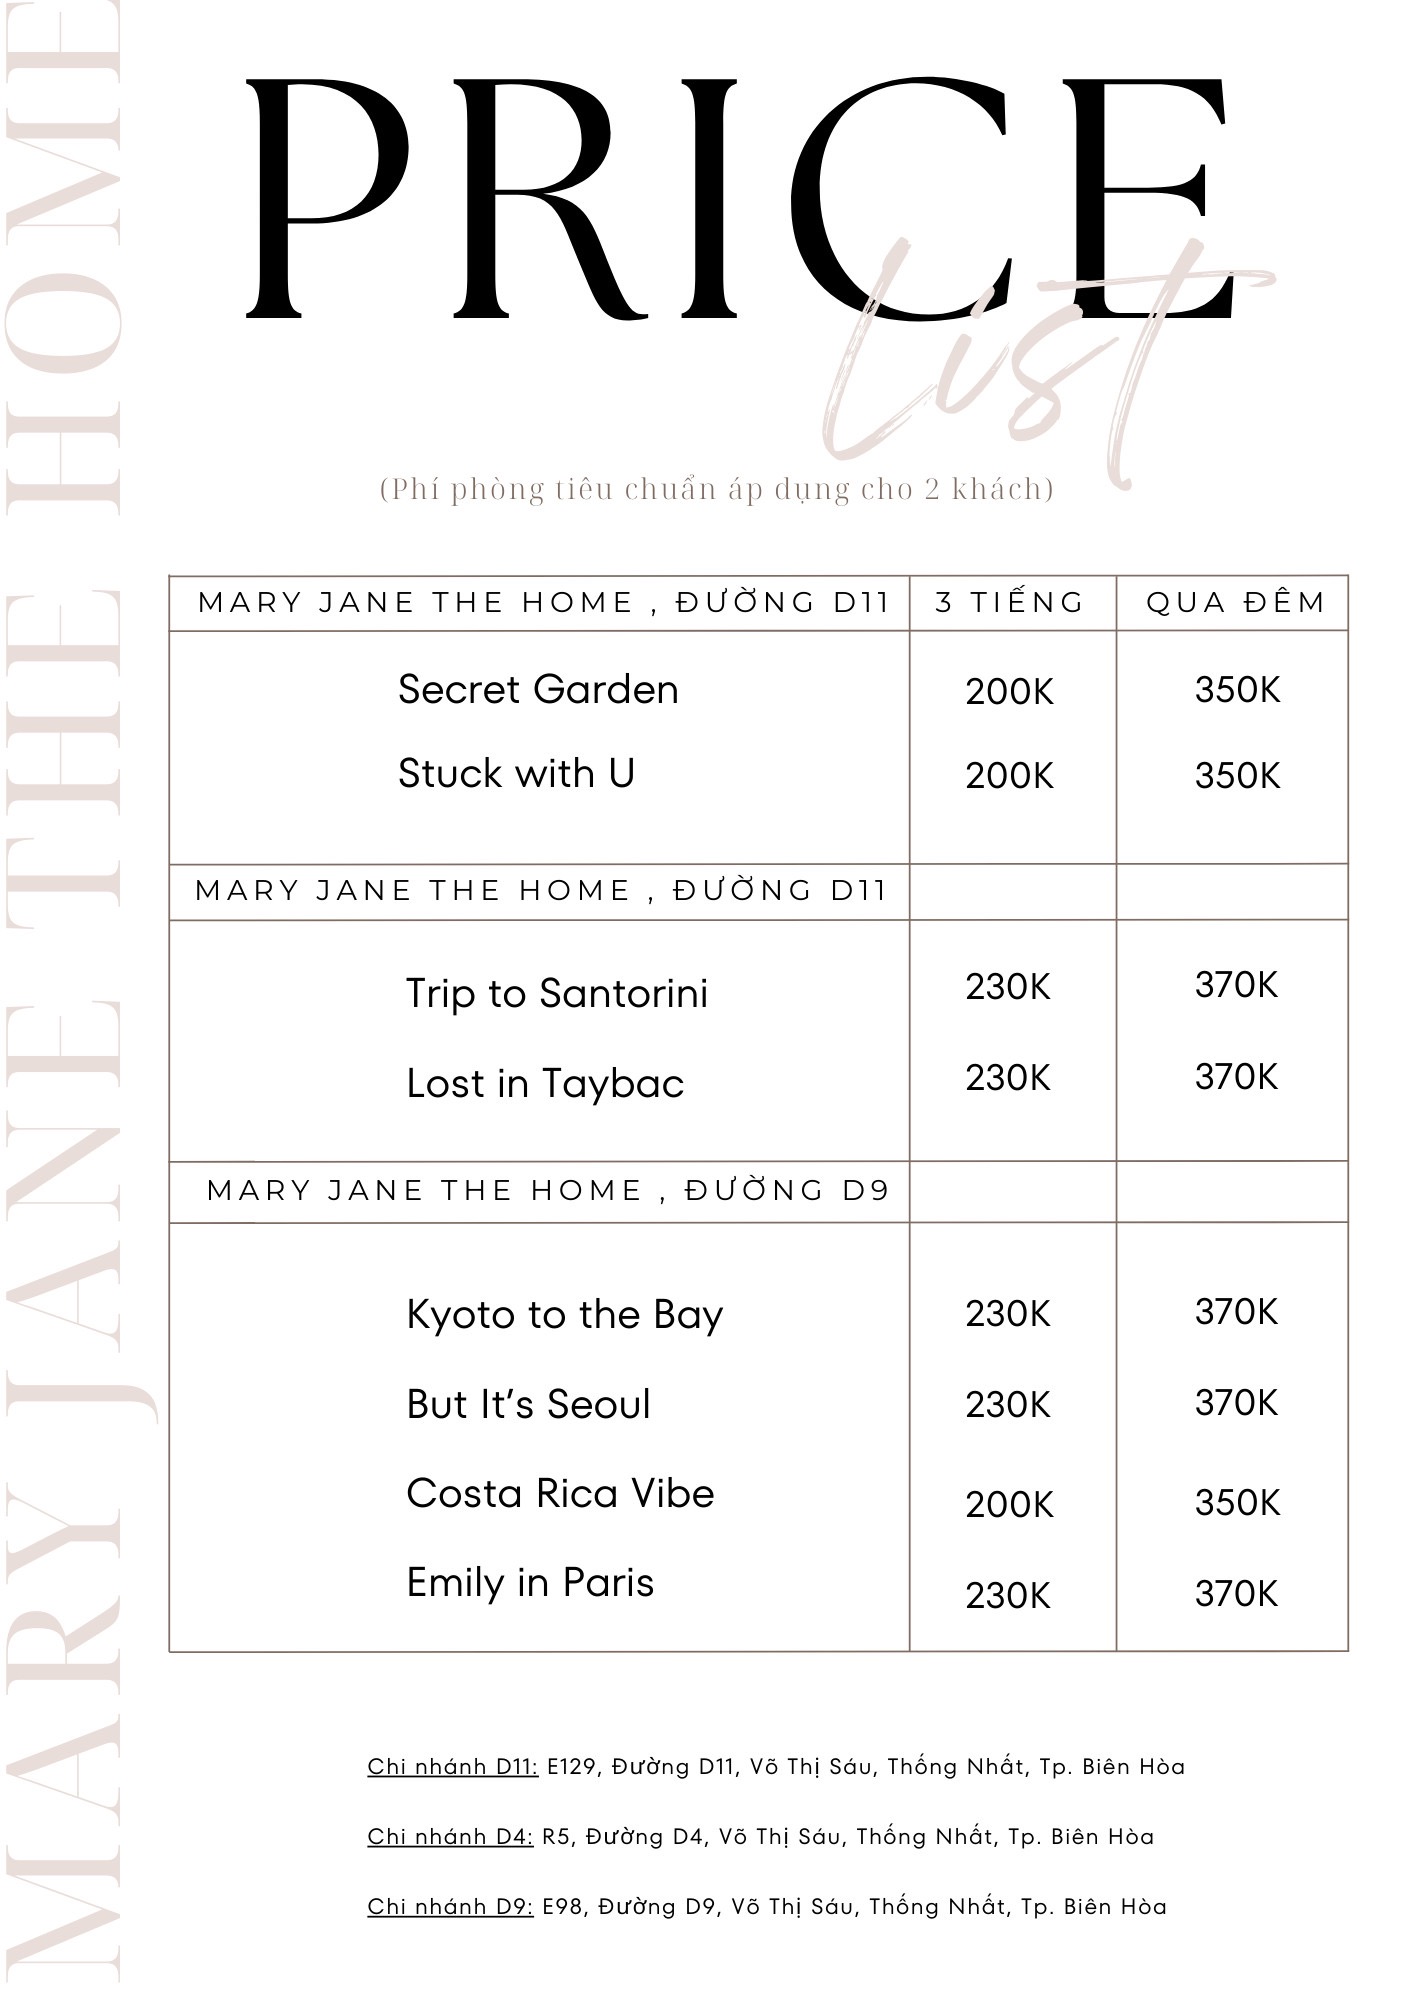 MARY JANE THE HOME
PRICE
list
(Phí phòng tiêu chuẩn áp dụng cho 2 khách)
MARY JANE THE HOME , ĐƯỜNG D11 3 TIẾNG QUA ĐÊM
Secret Garden 200K 350K
Stuck with U 200K 350K
MARY JANE THE HOME , ĐƯỜNG D11
Trip to Santorini 230K 370K
Lost in Taybac 230K 370K
MARY JANE THE HOME , ĐƯỜNG D9
Kyoto to the Bay 230K 370K
But It’s Seoul 230K 370K
Costa Rica Vibe 200K 350K
Emily in Paris 230K 370K
Chi nhánh D11: E129, Đường D11, Võ Thị Sáu, Thống Nhất, Tp. Biên Hòa
Chi nhánh D4: R5, Đường D4, Võ Thị Sáu, Thống Nhất, Tp. Biên Hòa
Chi nhánh D9: E98, Đường D9, Võ Thị Sáu, Thống Nhất, Tp. Biên Hòa